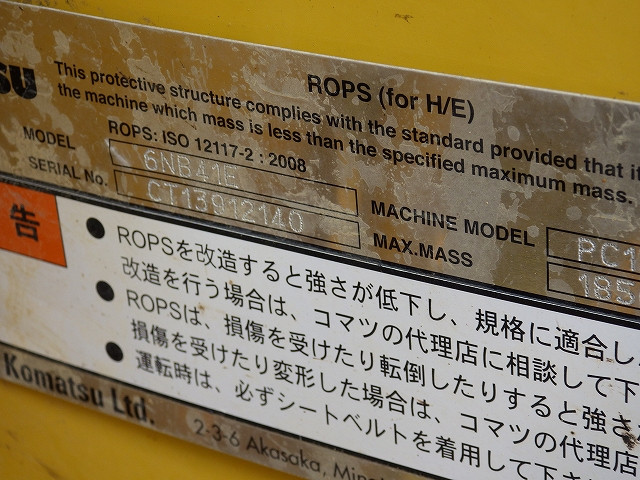 ROPS (for H/E)
This protective structure complies with the standard provided that
the machine which mass is less than the specified maximum mass.
ROPS: ISO 12117-2 : 2008
MODEL 6NB41E
SERIAL No. CT13912140
MACHINE MODEL PC1
MAX.MASS 185
告
● ROPSを改造すると強さが低下し、規格に適合し
改造を行う場合は、コマツの代理店に相談して下
● ROPSは、損傷を受けたり転倒したりすると強さ
損傷を受けたり変形した場合は、コマツの代理店
● 運転時は、必ずシートベルトを着用して下さ
Komatsu Ltd.
2-3-6 Akasaka,